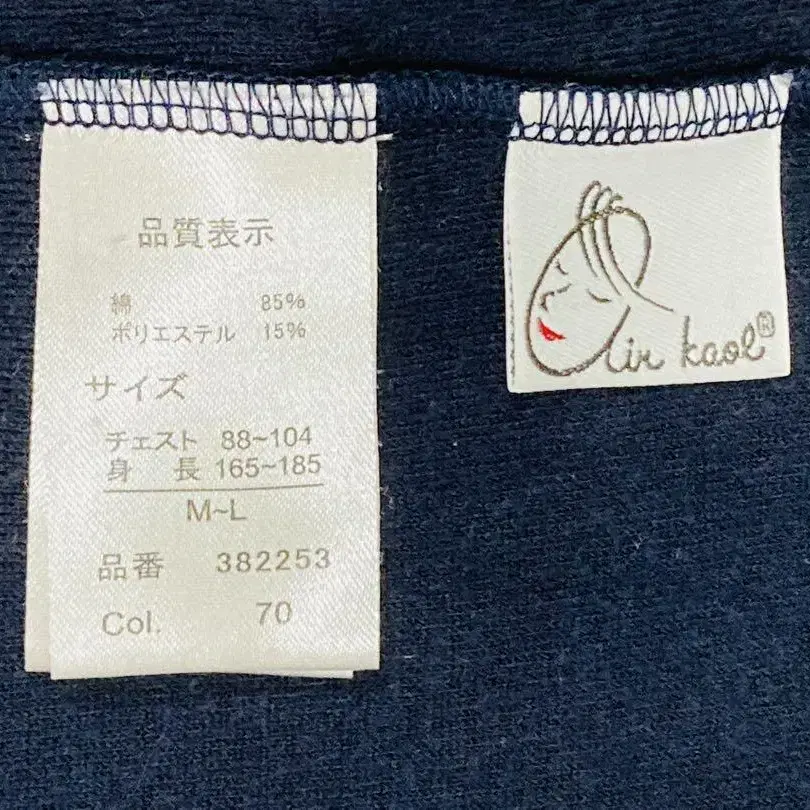 品質表示
綿 85%
ポリエステル 15%
サイズ
チェスト 88~104
身長 165~185
M~L
品番 382253
Col. 70
air kaol®